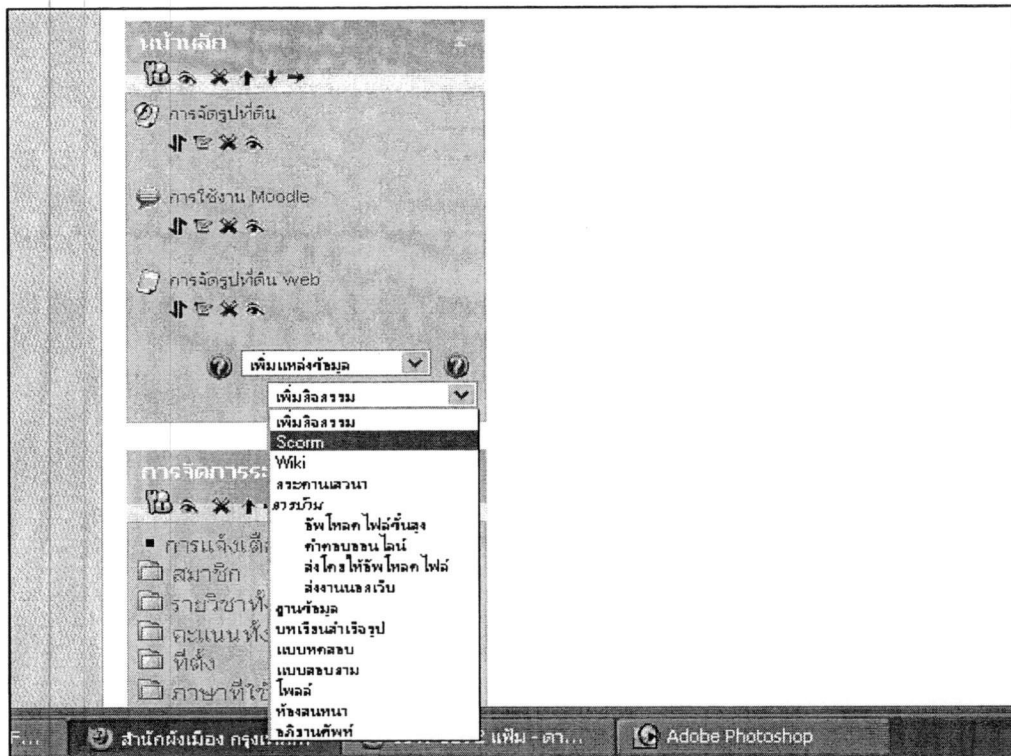 หน้าหลัก
การจัดรูปที่ดิน
การใช้งาน Moodle
การจัดรูปที่ดิน web
เพิ่มแหล่งข้อมูล
เพิ่มกิจกรรม
เพิ่มกิจกรรม
Scorm
Wiki
กระดานเสวนา
การบ้าน
อัพโหลดไฟล์ขั้นสูง
คำตอบออนไลน์
ส่งโดยให้อัพโหลดไฟล์
ส่งงานนอกเว็บ
ฐานข้อมูล
บทเรียนสำเร็จรูป
แบบทดสอบ
แบบสอบถาม
โพลล์
ห้องสนทนา
อภิธานศัพท์
การจัดการระ
การแจ้งเตือ
สมาชิก
รายวิชาทั้ง
คะแนนทั้ง
ที่ตั้ง
ภาษาที่ใช้
F...
สำนักผังเมือง
แฟ้ม - ดา...
Adobe Photoshop